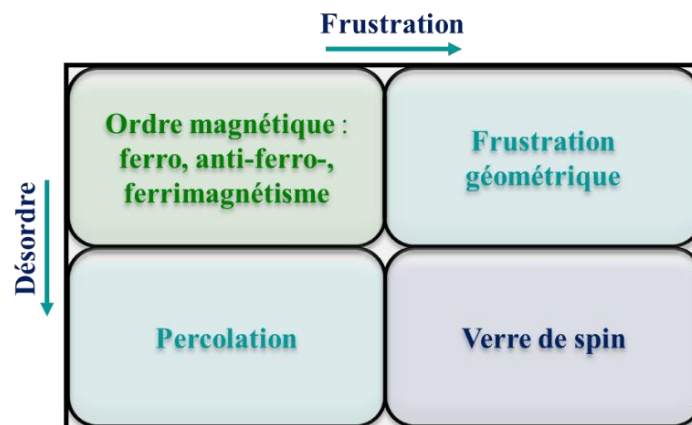 Frustration
Ordre magnétique :
ferro, anti-ferro-,
ferrimagnétisme
Frustration
géométrique
Désordre
Percolation
Verre de spin